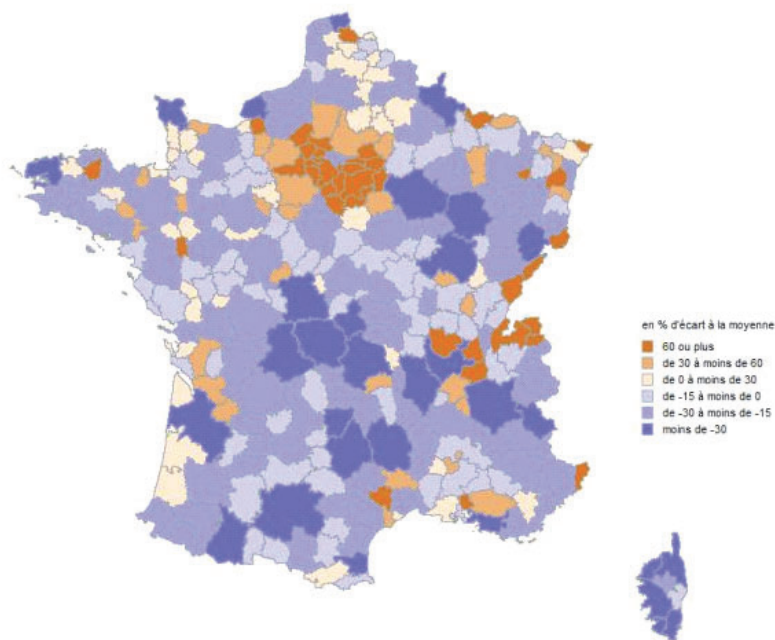 en % d'écart à la moyenne
60 ou plus
de 30 à moins de 60
de 0 à moins de 30
de -15 à moins de 0
de -30 à moins de -15
moins de -30